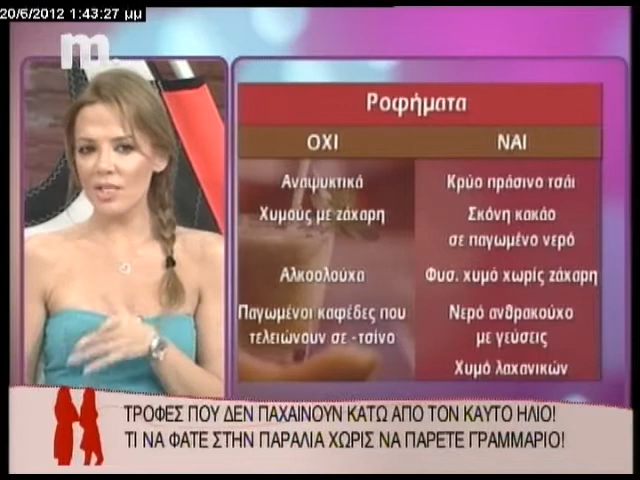 20/6/2012 1:43:27 μμ
m.
Ροφήματα
ΟΧΙ ΝΑΙ
Αναψυκτικά Κρύο πράσινο τσάι
Χυμους με ζάχαρη Σκόνη κακάο
σε παγωμένο νερό
Αλκοολούχα Φυσ. χυμό χωρίς ζάχαρη
Παγωμένοι καφέδες που Νερό ανθρακούχο
τελειώνουν σε -τσίνο με γεύσεις
Χυμό λαχανικών
ΤΡΟΦΕΣ ΠΟΥ ΔΕΝ ΠΑΧΑΙΝΟΥΝ ΚΑΤΩ ΑΠΟ ΤΟΝ ΚΑΥΤΟ ΗΛΙΟ!
ΤΙ ΝΑ ΦΑΤΕ ΣΤΗΝ ΠΑΡΑΛΙΑ ΧΩΡΙΣ ΝΑ ΠΑΡΕΤΕ ΓΡΑΜΜΑΡΙΟ!